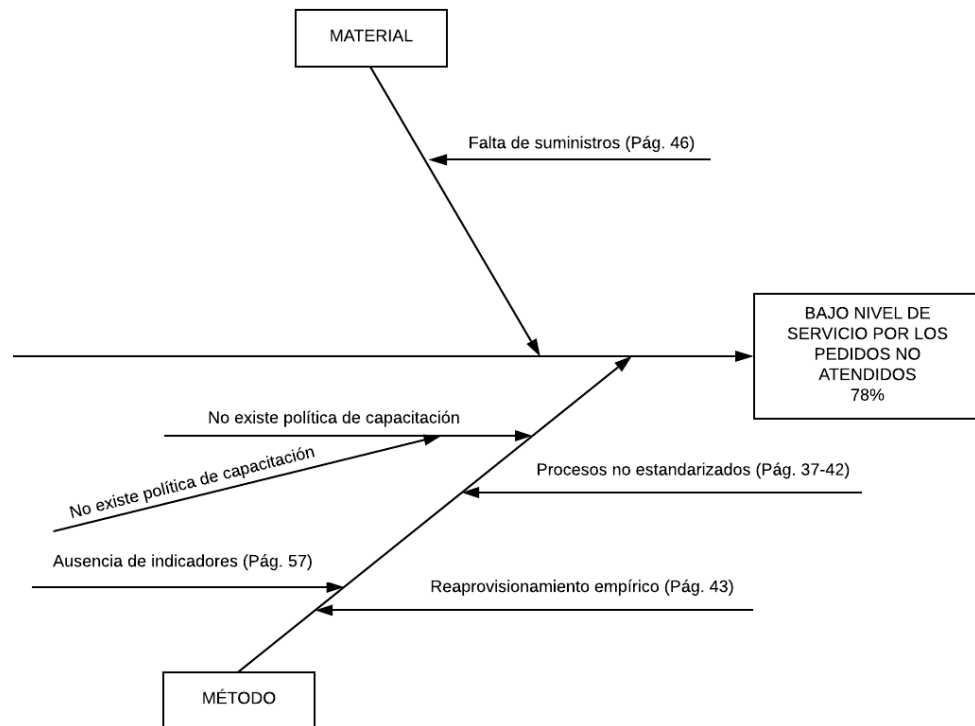 MATERIAL
Falta de suministros (Pág. 46)
BAJO NIVEL DE
SERVICIO POR LOS
PEDIDOS NO
ATENDIDOS
78%
No existe política de capacitación
No existe política de capacitación
Procesos no estandarizados (Pág. 37-42)
Ausencia de indicadores (Pág. 57)
Reaprovisionamiento empírico (Pág. 43)
MÉTODO